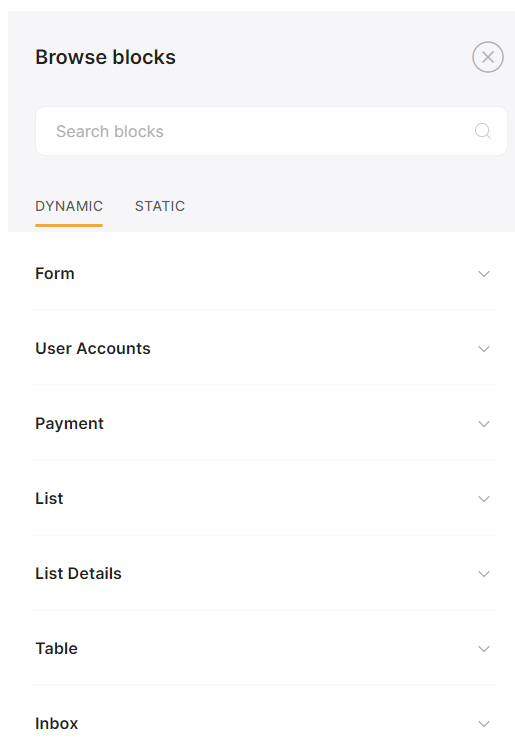 Browse blocks
Search blocks
DYNAMIC STATIC
Form
User Accounts
Payment
List
List Details
Table
Inbox